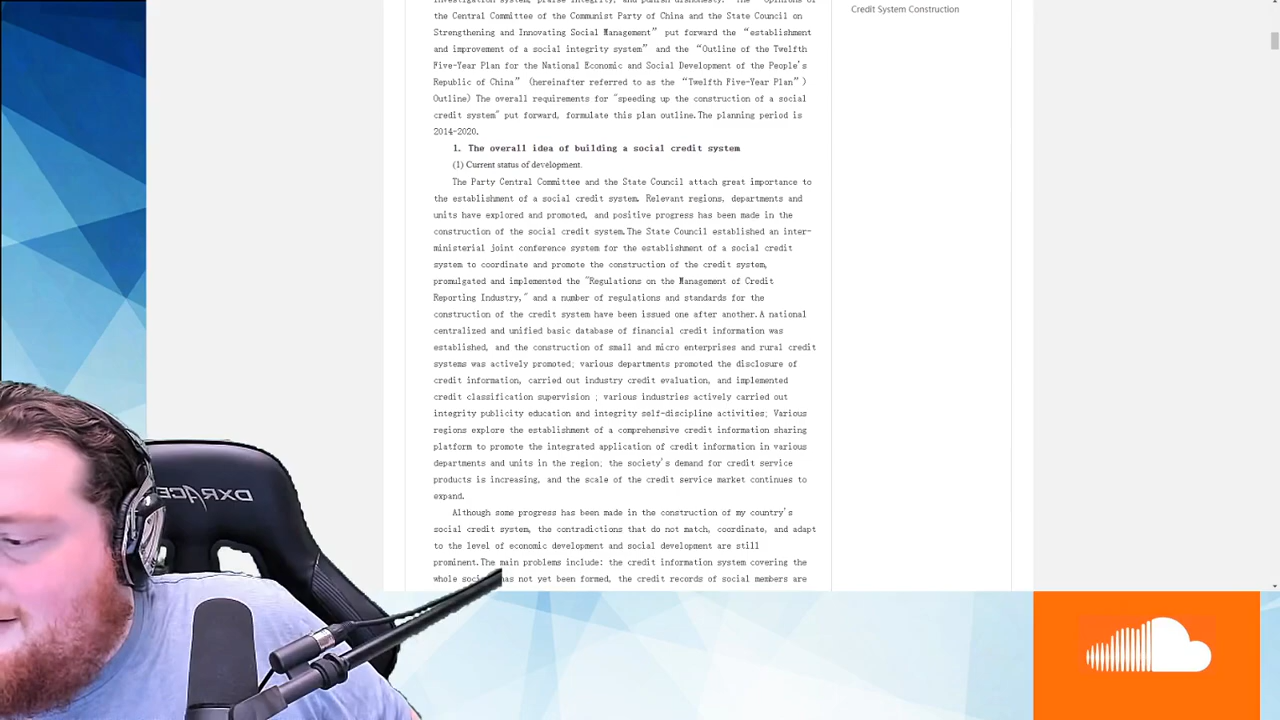 investigation system, praise integrity, and punish dishonesty." The "Opinions of
the Central Committee of the Communist Party of China and the State Council on
Strengthening and Innovating Social Management” put forward the “establishment
and improvement of a social integrity system” and the “Outline of the Twelfth
Five-Year Plan for the National Economic and Social Development of the People's
Republic of China” (hereinafter referred to as the “Twelfth Five-Year Plan”)
Outline) The overall requirements for "speeding up the construction of a social
credit system" put forward, formulate this plan outline.The planning period is
2014-2020.
1. The overall idea of building a social credit system
(1) Current status of development.
The Party Central Committee and the State Council attach great importance to
the establishment of a social credit system. Relevant regions, departments and
units have explored and promoted, and positive progress has been made in the
construction of the social credit system.The State Council established an inter-
ministerial joint conference system for the establishment of a social credit
system to coordinate and promote the construction of the credit system,
promulgated and implemented the "Regulations on the Management of Credit
Reporting Industry," and a number of regulations and standards for the
construction of the credit system have been issued one after another.A national
centralized and unified basic database of financial credit information was
established, and the construction of small and micro enterprises and rural credit
systems was actively promoted; various departments promoted the disclosure of
credit information, carried out industry credit evaluation, and implemented
credit classification supervision ; various industries actively carried out
integrity publicity education and integrity self-discipline activities; Various
regions explore the establishment of a comprehensive credit information sharing
platform to promote the integrated application of credit information in various
departments and units in the region; the society's demand for credit service
products is increasing, and the scale of the credit service market continues to
expand.
Although some progress has been made in the construction of my country's
social credit system, the contradictions that do not match, coordinate, and adapt
to the level of economic development and social development are still
prominent.The main problems include: the credit information system covering the
whole has not yet been formed, the credit records of social members are
Credit System Construction
DXRACE